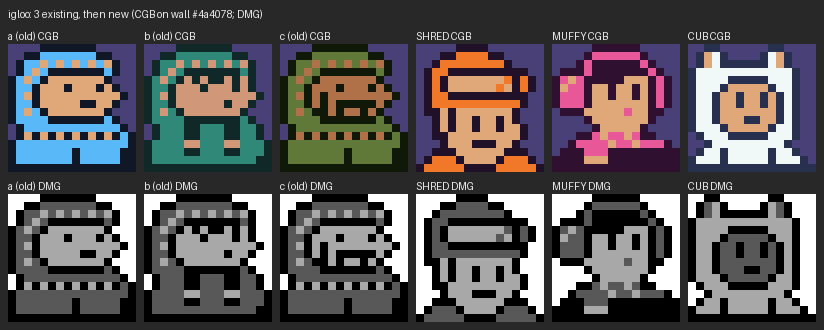 igloo: 3 existing, then new (CGB on wall #4a4078; DMG)
a (old) CGB b (old) CGB c (old) CGB SHRED CGB MUFFY CGB CUB CGB
a (old) DMG b (old) DMG c (old) DMG SHRED DMG MUFFY DMG CUB DMG